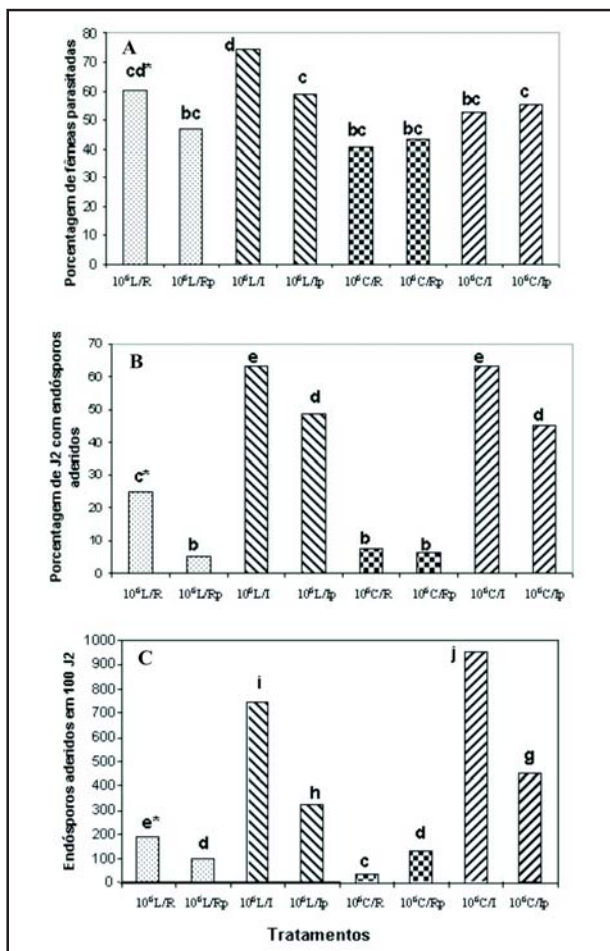 A
Porcentagem de fêmeas parasitadas
80
70
60
50
40
30
20
10
0
cd*
bc
d
c
bc
bc
bc
c
10⁶L/R 10⁶L/Rp 10⁶L/I 10⁶L/Ip 10⁶C/R 10⁶C/Rp 10⁶C/I 10⁶C/Ip
B
Porcentagem de J2 com endósporos
aderidos
70
60
50
40
30
20
10
0
c*
b
e
d
b
b
e
d
10⁶L/R 10⁶L/Rp 10⁶L/I 10⁶L/Ip 10⁶C/R 10⁶C/Rp 10⁶C/I 10⁶C/Ip
C
Endósporos aderidos em 100 J2
1000
900
800
700
600
500
400
300
200
100
0
e*
d
i
h
c
d
j
g
10⁶L/R 10⁶L/Rp 10⁶L/I 10⁶L/Ip 10⁶C/R 10⁶C/Rp 10⁶C/I 10⁶C/Ip
Tratamentos